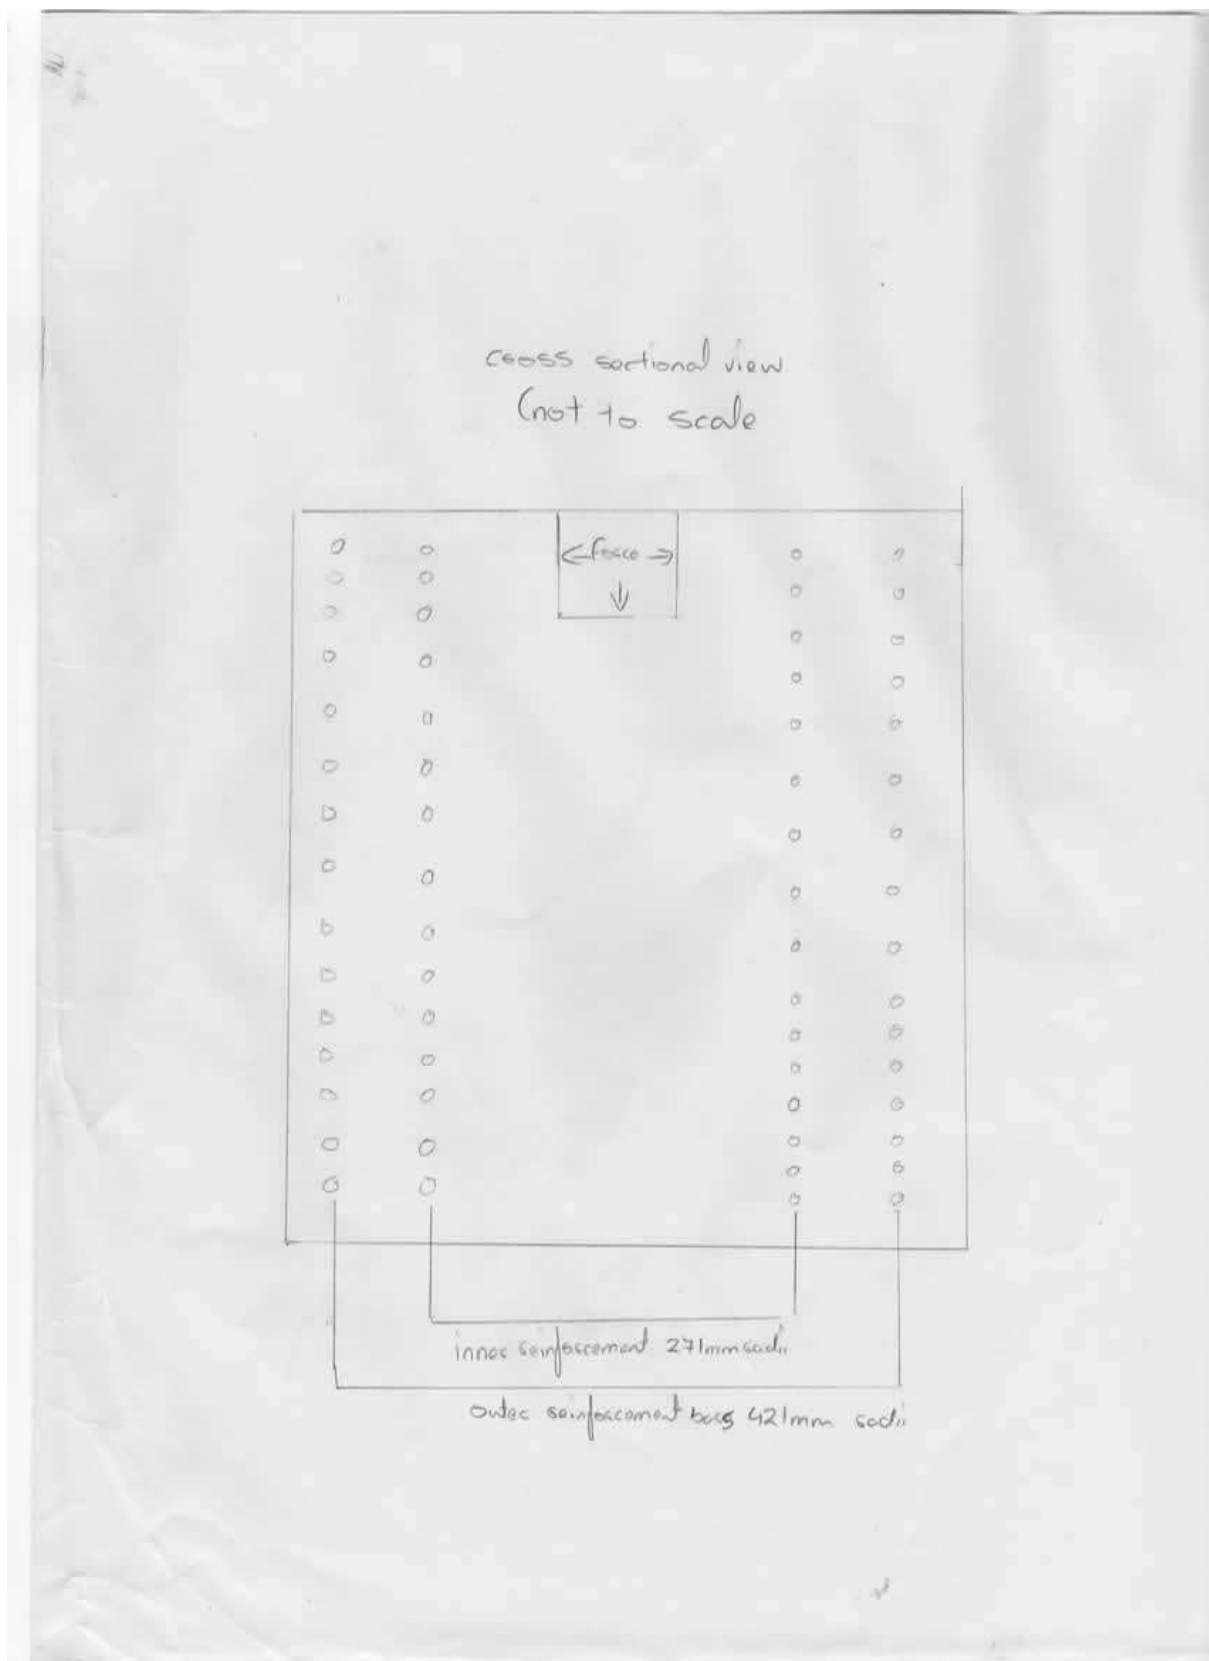 cross sectional view
(not to scale
<- force ->
inner reinforcement 271mm radii
outer reinforcement bars 421mm radii